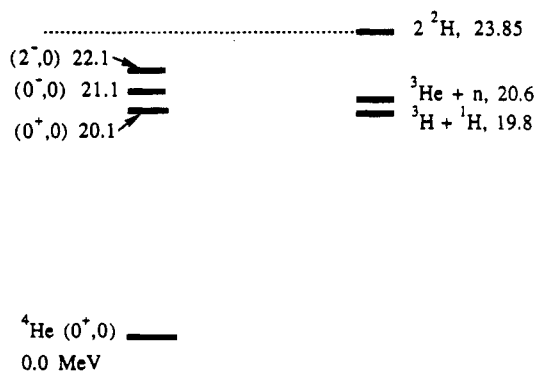 2 ²H, 23.85
(2⁻,0) 22.1
(0⁻,0) 21.1
(0⁺,0) 20.1
³He + n, 20.6
³H + ¹H, 19.8
⁴He (0⁺,0)
0.0 MeV